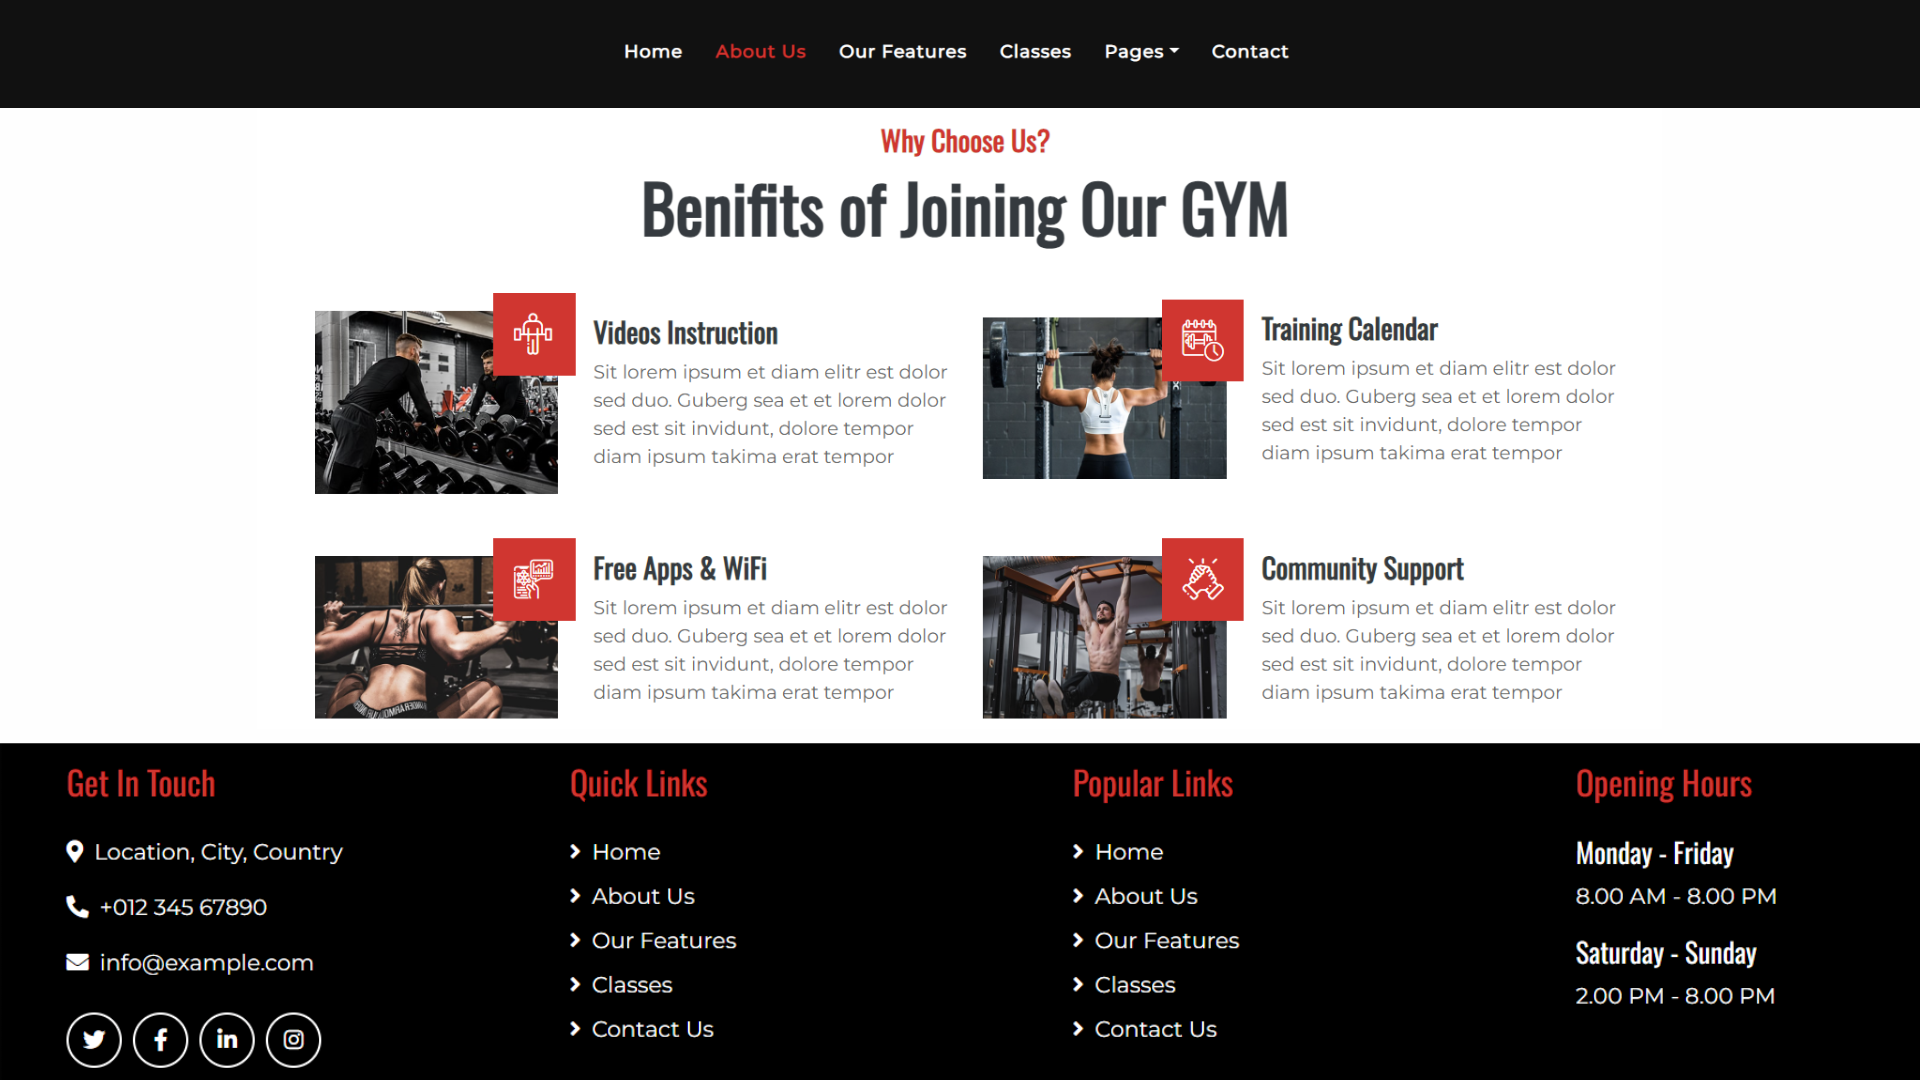 Home About Us Our Features Classes Pages Contact
Why Choose Us?
Benifits of Joining Our GYM
Videos Instruction
Sit lorem ipsum et diam elitr est dolor
sed duo. Guberg sea et et lorem dolor
sed est sit invidunt, dolore tempor
diam ipsum takima erat tempor
Training Calendar
Sit lorem ipsum et diam elitr est dolor
sed duo. Guberg sea et et lorem dolor
sed est sit invidunt, dolore tempor
diam ipsum takima erat tempor
Free Apps & WiFi
Sit lorem ipsum et diam elitr est dolor
sed duo. Guberg sea et et lorem dolor
sed est sit invidunt, dolore tempor
diam ipsum takima erat tempor
Community Support
Sit lorem ipsum et diam elitr est dolor
sed duo. Guberg sea et et lorem dolor
sed est sit invidunt, dolore tempor
diam ipsum takima erat tempor
Get In Touch
Location, City, Country
+012 345 67890
info@example.com
Quick Links
Home
About Us
Our Features
Classes
Contact Us
Popular Links
Home
About Us
Our Features
Classes
Contact Us
Opening Hours
Monday - Friday
8.00 AM - 8.00 PM
Saturday - Sunday
2.00 PM - 8.00 PM